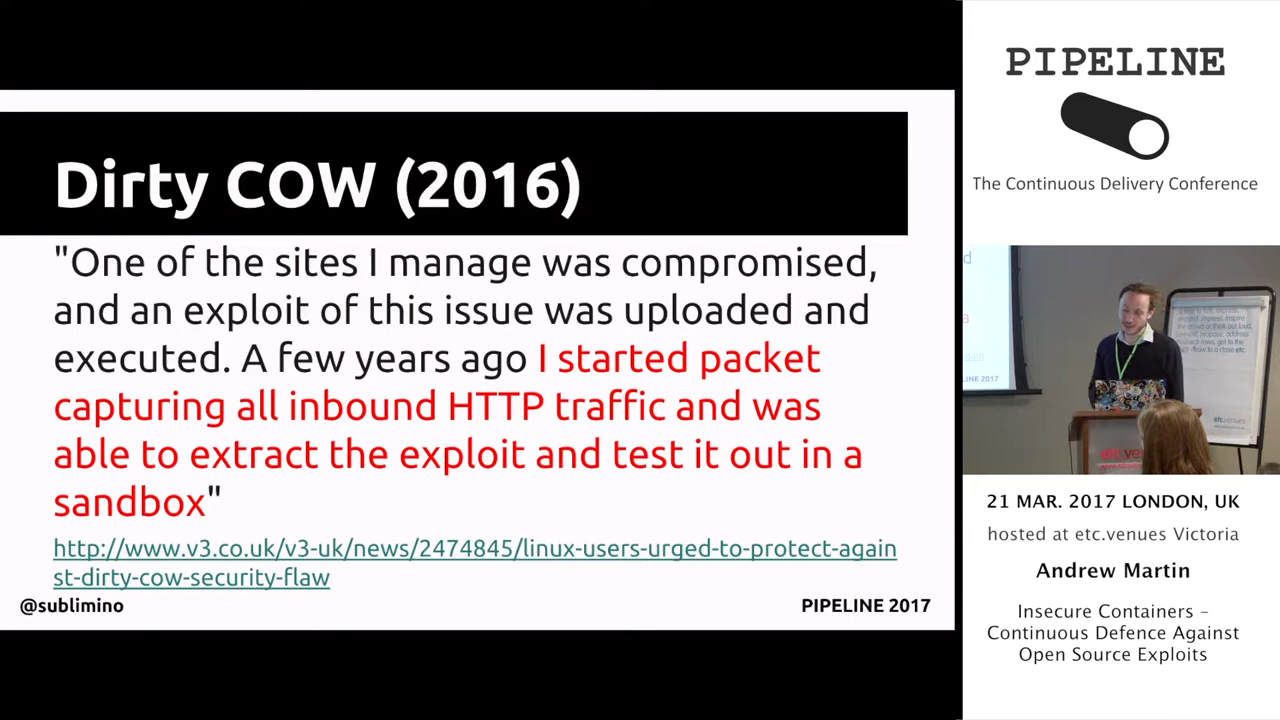 Dirty COW (2016)
"One of the sites I manage was compromised,
and an exploit of this issue was uploaded and
executed. A few years ago I started packet
capturing all inbound HTTP traffic and was
able to extract the exploit and test it out in a
sandbox"
http://www.v3.co.uk/v3-uk/news/2474845/linux-users-urged-to-protect-again
st-dirty-cow-security-flaw
@sublimino
PIPELINE 2017
PIPELINE
The Continuous Delivery Conference
21 MAR. 2017 LONDON, UK
hosted at etc.venues Victoria
Andrew Martin
Insecure Containers –
Continuous Defence Against
Open Source Exploits